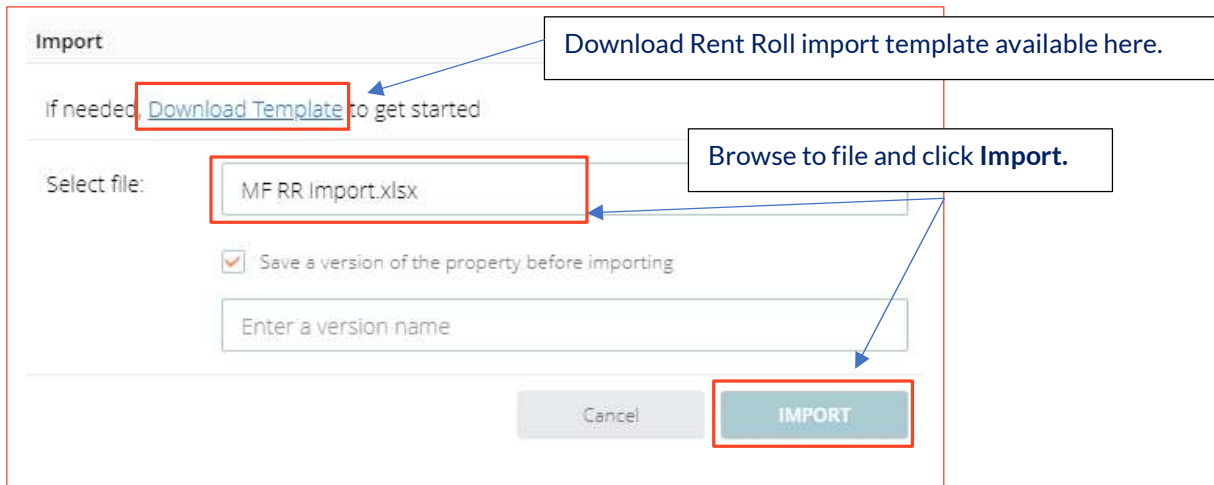 Import
Download Rent Roll import template available here.
If needed, Download Template to get started
Browse to file and click Import.
Select file:
MF RR Import.xlsx
Save a version of the property before importing
Enter a version name
Cancel
IMPORT